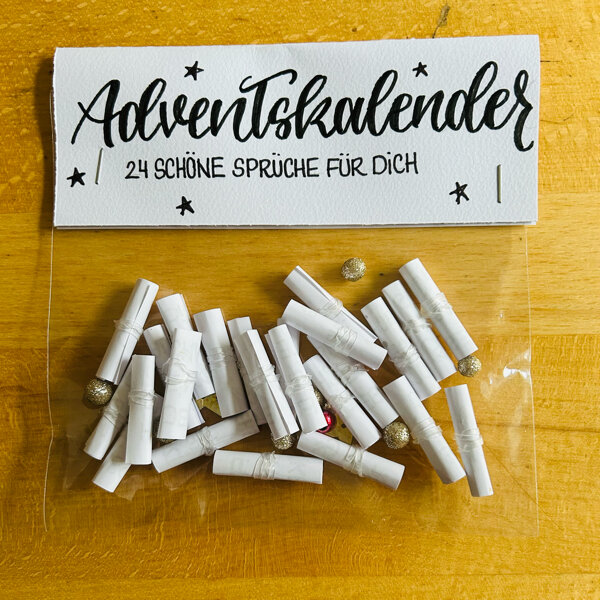 Adventskalender
24 SCHÖNE SPRÜCHE FÜR DiCH